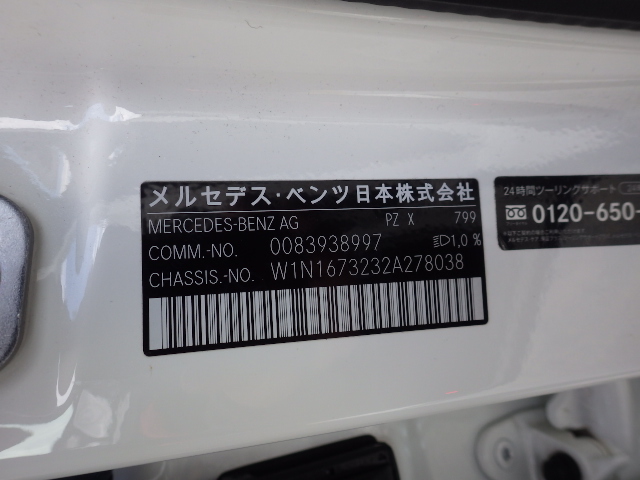 メルセデス・ベンツ日本株式会社
MERCEDES-BENZ AG PZ X 799
COMM.-NO. 0083938997 1,0 %
CHASSIS.-NO. W1N1673232A278038
24時間ツーリングサポート
0120-650-